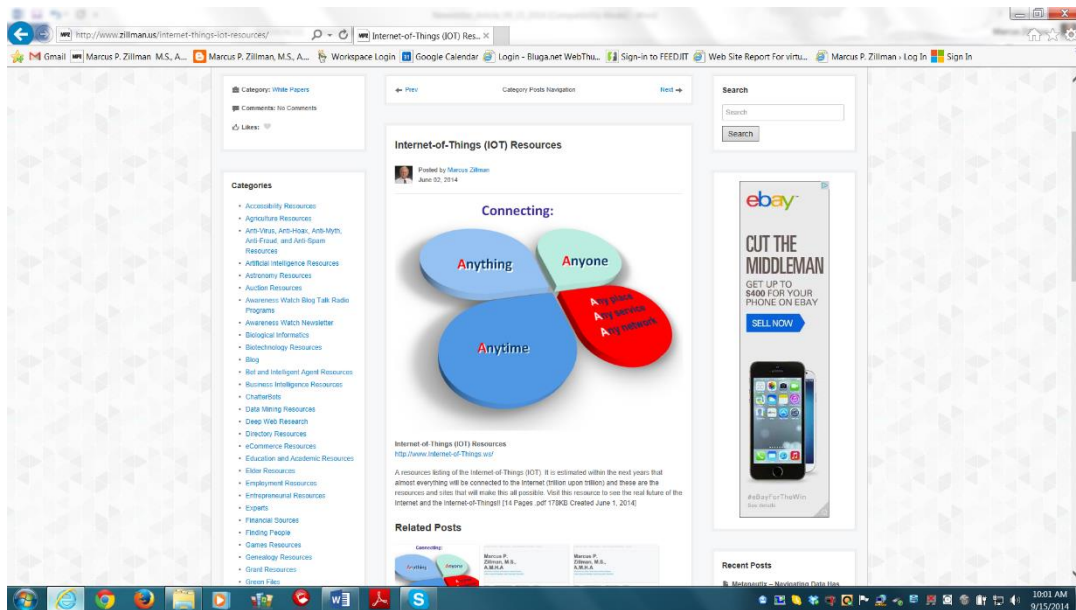 http://www.zillman.us/internet-things-iot-resources/
Internet-of-Things (IOT) Res...
Gmail
Marcus P. Zillman M.S., A...
Marcus P. Zillman, M.S., A...
Workspace Login
Google Calendar
Login - Bluga.net WebThu...
Sign-in to FEEDJIT
Web Site Report For virtu...
Marcus P. Zillman › Log In
Sign In
Category: White Papers
Comments: No Comments
Likes:
Categories
Accessibility Resources
Agriculture Resources
Anti-Virus, Anti-Hoax, Anti-Myth,
Anti-Fraud, and Anti-Spam
Resources
Artificial Intelligence Resources
Astronomy Resources
Auction Resources
Awareness Watch Blog Talk Radio
Programs
Awareness Watch Newsletter
Biological Informatics
Biotechnology Resources
Blog
Bot and Intelligent Agent Resources
Business Intelligence Resources
ChatterBots
Data Mining Resources
Deep Web Research
Directory Resources
eCommerce Resources
Education and Academic Resources
Elder Resources
Employment Resources
Entrepreneurial Resources
Experts
Financial Sources
Finding People
Games Resources
Genealogy Resources
Grant Resources
Green Files
← Prev
Category Posts Navigation
Next →
Internet-of-Things (IOT) Resources
Posted by Marcus Zillman
June 02, 2014
Connecting:
Anything
Anyone
Any place
Any service
Any network
Anytime
Internet-of-Things (IOT) Resources
http://www.Internet-of-Things.ws/
A resources listing of the Internet-of-Things (IOT). It is estimated within the next years that
almost everything will be connected to the Internet (trillion upon trillion) and these are the
resources and sites that will make this all possible. Visit this resource to see the real future of the
Internet and the Internet-of-Things!! [14 Pages .pdf 178KB Created June 1, 2014]
Related Posts
Connecting:
Anything
Anyone
Marcus P.
Zillman, M.S.,
A.M.H.A
Marcus P.
Zillman, M.S.,
A.M.H.A
Search
Search
Search
ebay
CUT THE
MIDDLEMAN
GET UP TO
$400 FOR YOUR
PHONE ON EBAY
SELL NOW
#eBayForTheWin
See details
Recent Posts
10:01 AM
9/15/2014